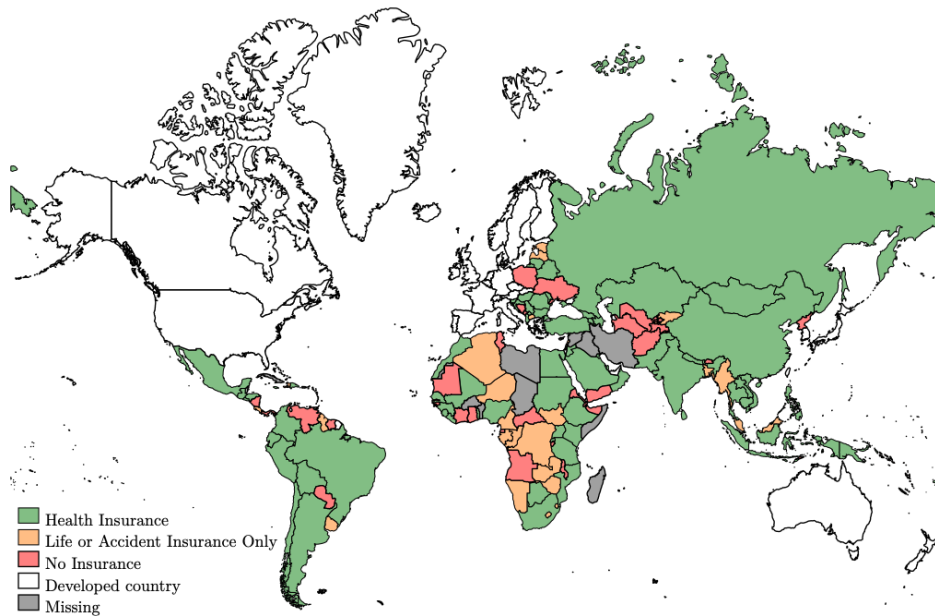 Health Insurance
Life or Accident Insurance Only
No Insurance
Developed country
Missing